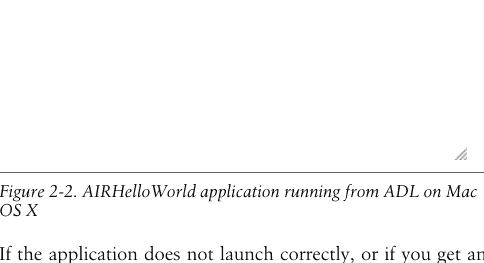 Figure 2-2. AIRHelloWorld application running from ADL on Mac
OS X
If the application does not launch correctly, or if you get an